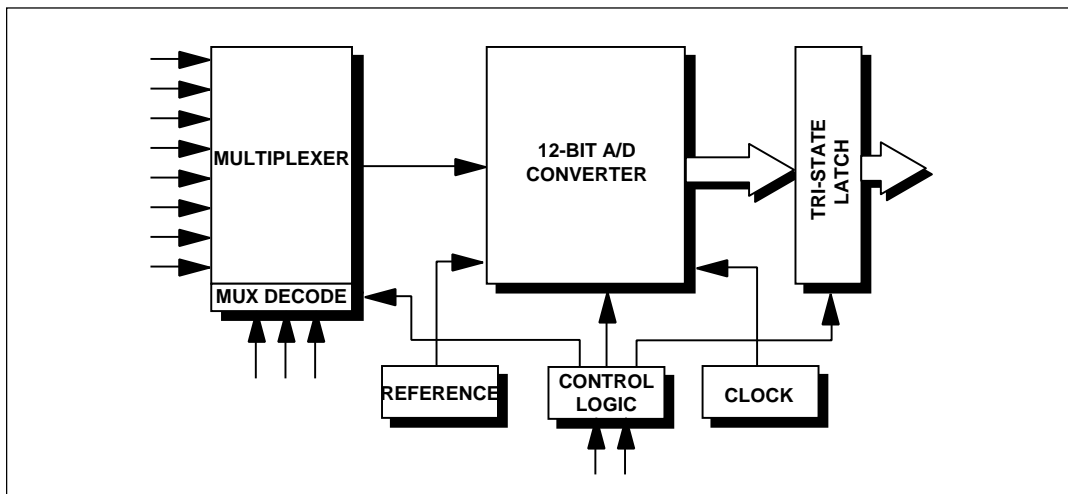 MULTIPLEXER
MUX DECODE
12-BIT A/D
CONVERTER
TRI-STATE
LATCH
REFERENCE
CONTROL
LOGIC
CLOCK